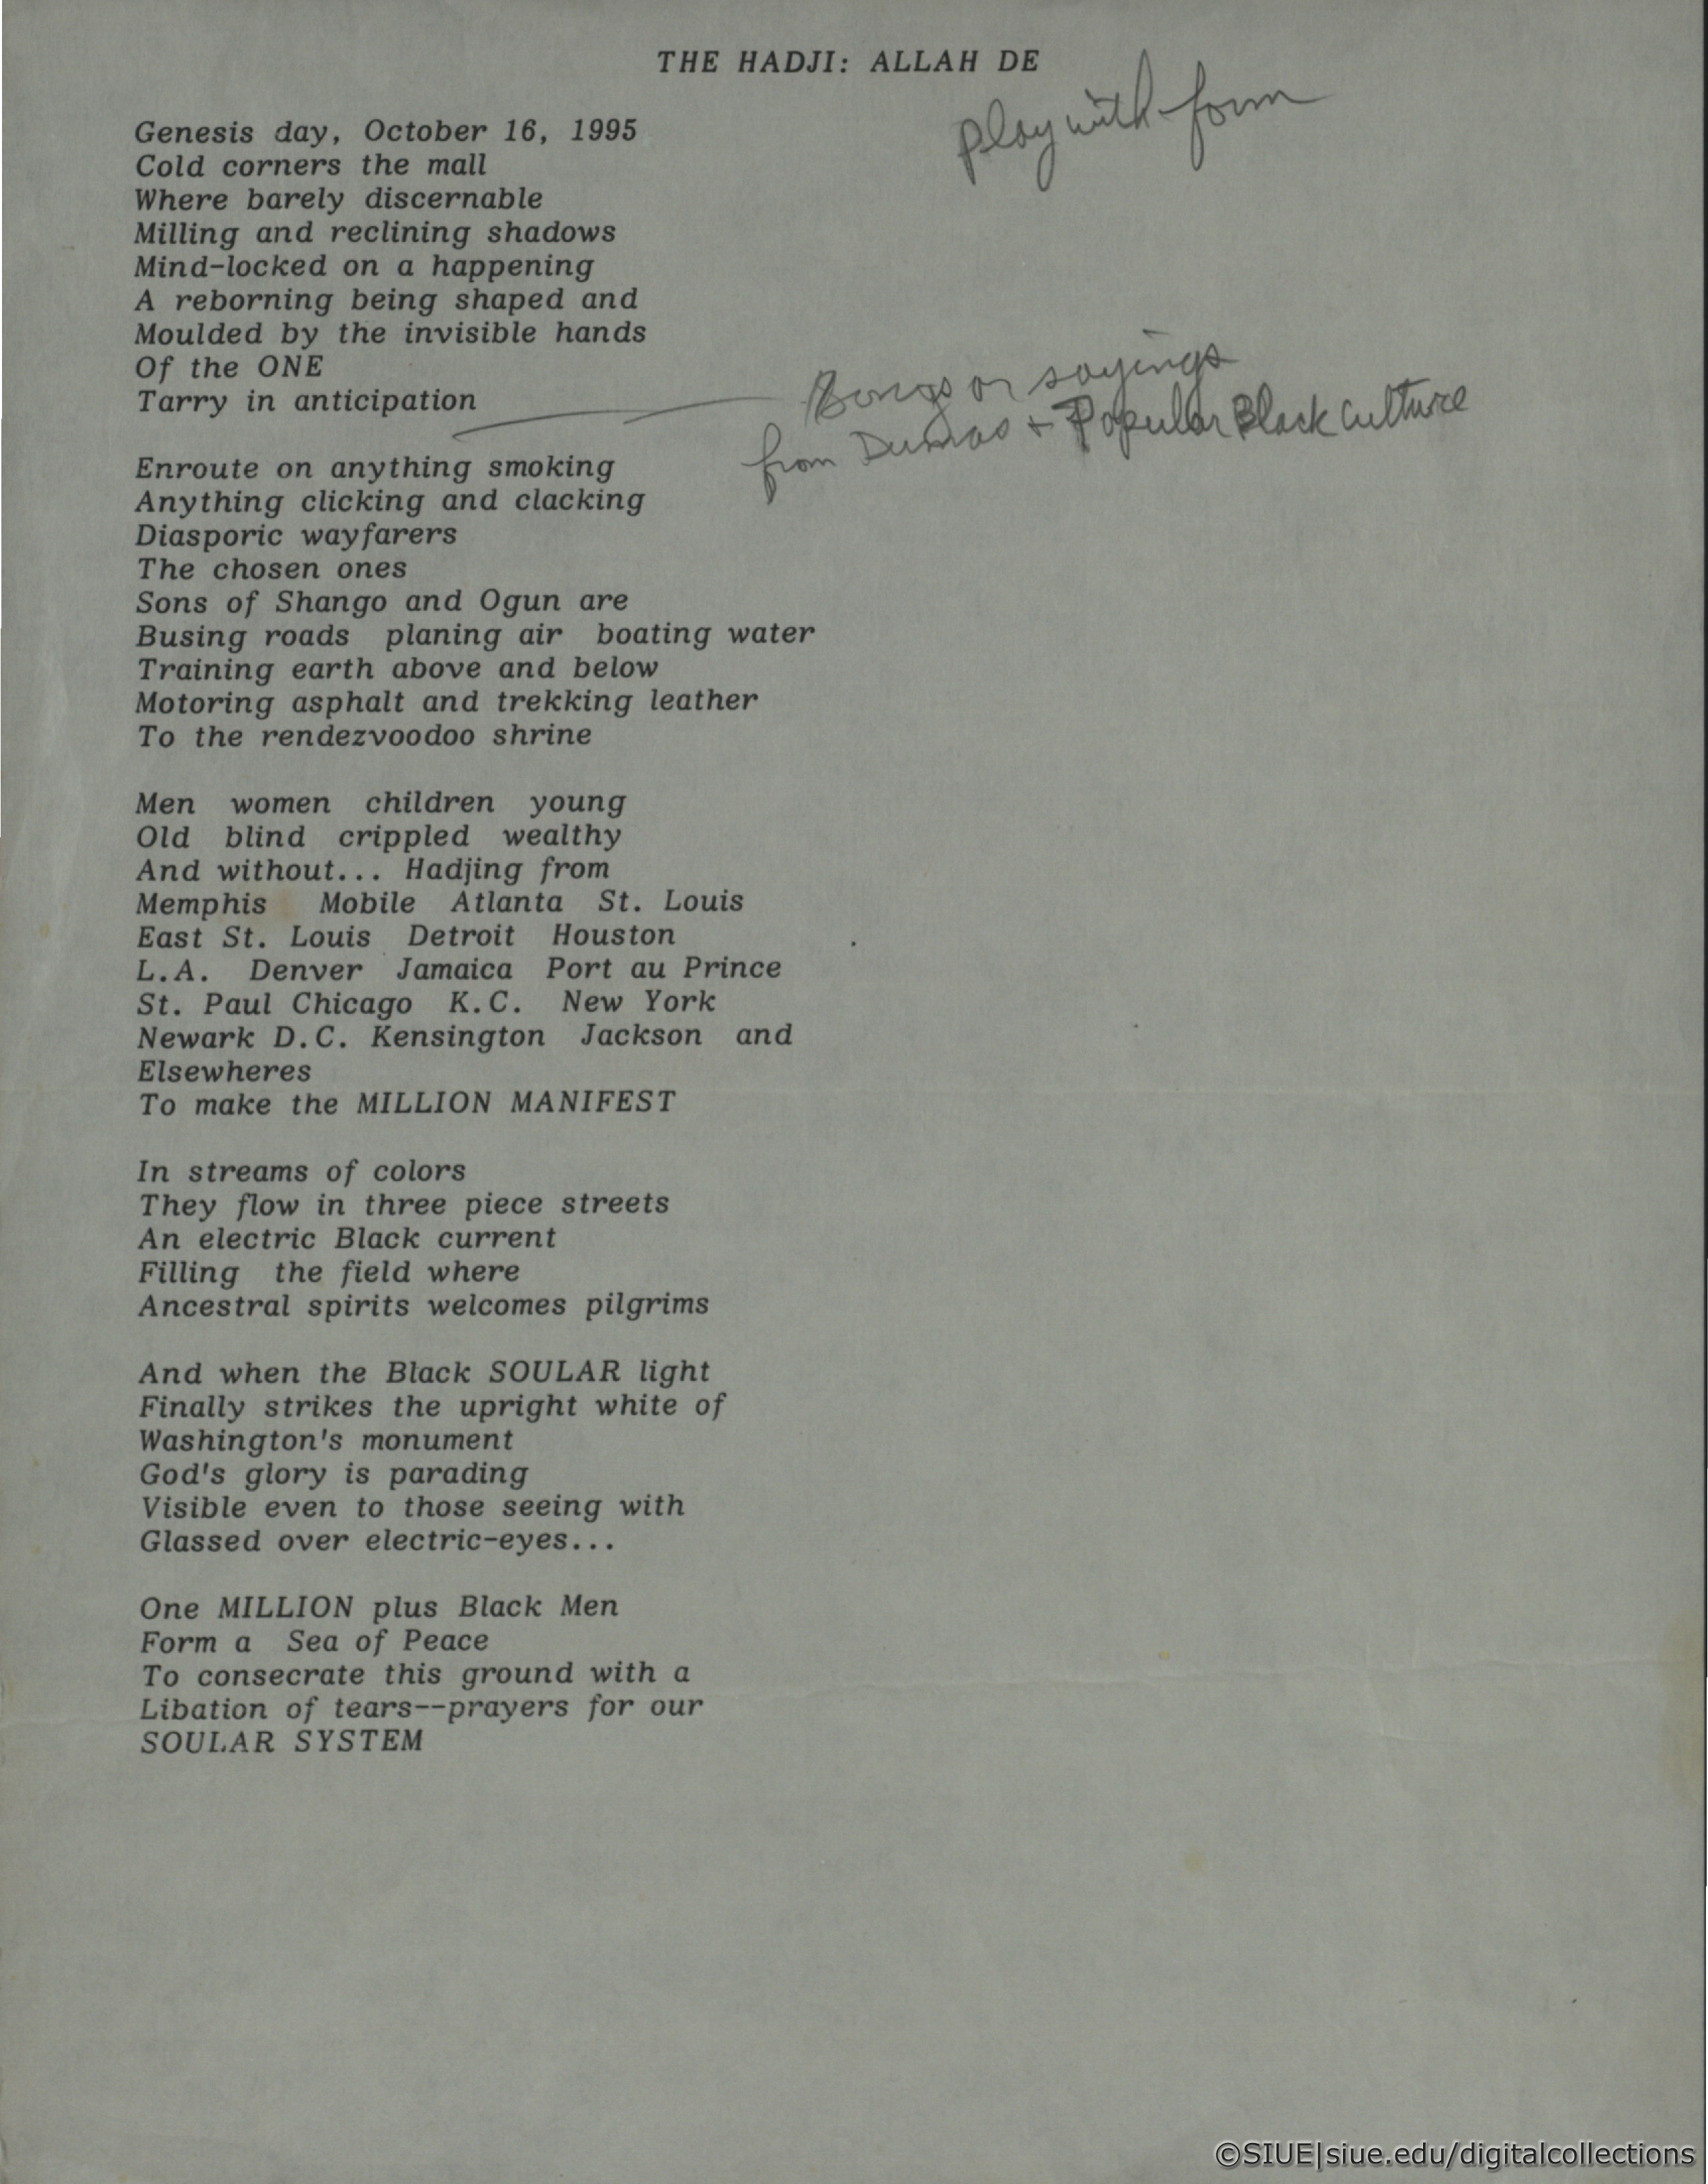 THE HADJI: ALLAH DE
play with form
Genesis day, October 16, 1995
Cold corners the mall
Where barely discernable
Milling and reclining shadows
Mind-locked on a happening
A reborning being shaped and
Moulded by the invisible hands
Of the ONE
Tarry in anticipation
Songs or sayings
from Dumas + Popular Black Culture
Enroute on anything smoking
Anything clicking and clacking
Diasporic wayfarers
The chosen ones
Sons of Shango and Ogun are
Busing roads  planing air  boating water
Training earth above and below
Motoring asphalt and trekking leather
To the rendezvoodoo shrine
Men  women  children  young
Old  blind  crippled  wealthy
And without... Hadjing from
Memphis  Mobile  Atlanta  St. Louis
East St. Louis  Detroit  Houston
L.A.  Denver  Jamaica  Port au Prince
St. Paul Chicago  K.C.  New York
Newark D.C. Kensington  Jackson  and
Elsewheres
To make the MILLION MANIFEST
In streams of colors
They flow in three piece streets
An electric Black current
Filling  the field where
Ancestral spirits welcomes pilgrims
And when the Black SOULAR light
Finally strikes the upright white of
Washington's monument
God's glory is parading
Visible even to those seeing with
Glassed over electric-eyes...
One MILLION plus Black Men
Form a  Sea of Peace
To consecrate this ground with a
Libation of tears--prayers for our
SOULAR SYSTEM
©SIUE|siue.edu/digitalcollections